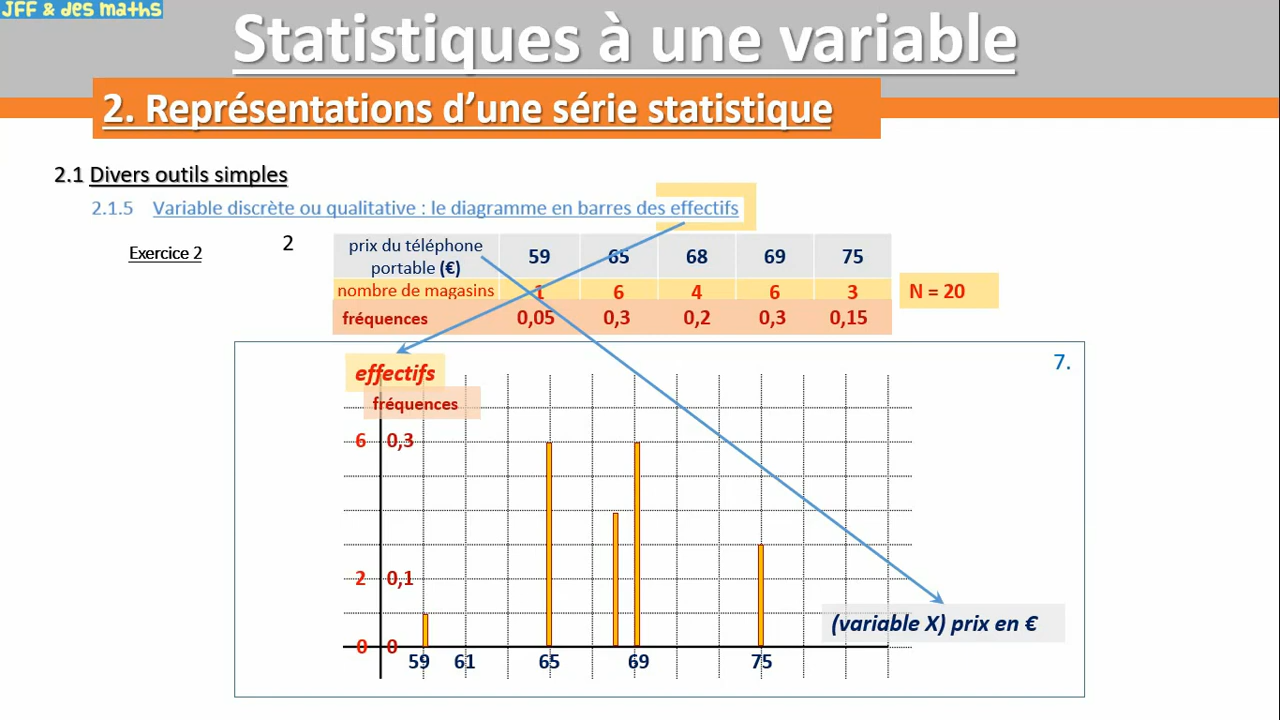 JFF & des maths
Statistiques à une variable
2. Représentations d'une série statistique
2.1 Divers outils simples
2.1.5 Variable discrète ou qualitative : le diagramme en barres des effectifs
Exercice 2
2
prix du téléphone portable (€) 59 65 68 69 75
nombre de magasins 1 6 4 6 3
N = 20
fréquences 0,05 0,3 0,2 0,3 0,15
7.
effectifs
fréquences
6 0,3
2 0,1
(variable X) prix en €
0 0
59 61 65 69 75